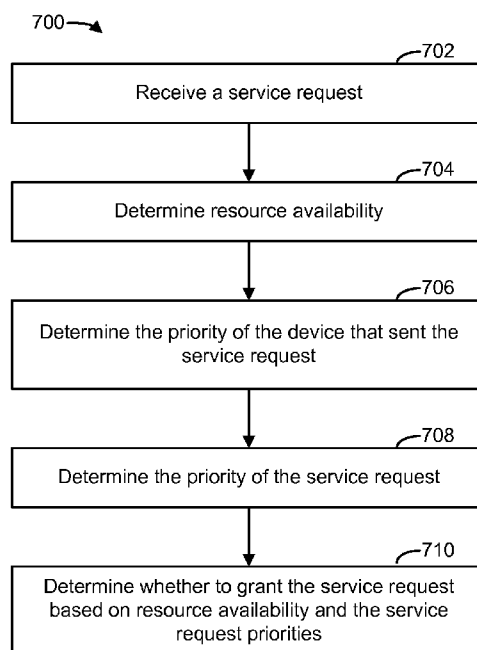 700
702
Receive a service request
704
Determine resource availability
706
Determine the priority of the device that sent the
service request
708
Determine the priority of the service request
710
Determine whether to grant the service request
based on resource availability and the service
request priorities